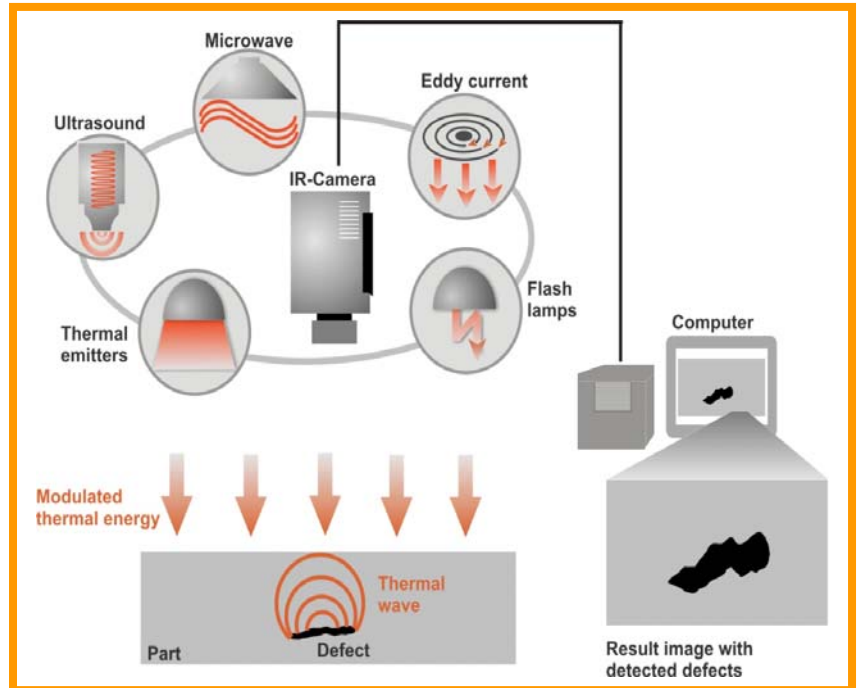 Microwave
Eddy current
Ultrasound
IR-Camera
Flash
lamps
Thermal
emitters
Computer
Modulated
thermal energy
Thermal
wave
Part
Defect
Result image with
detected defects